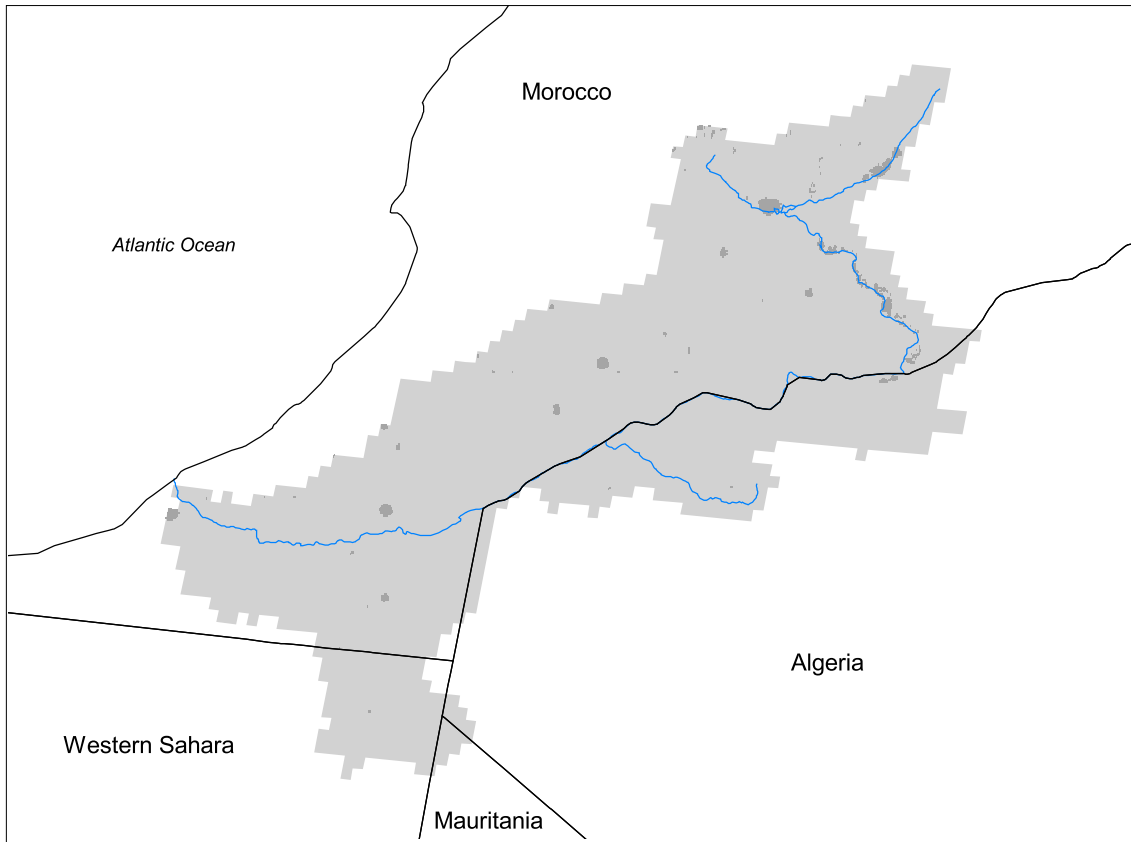 Morocco
Atlantic Ocean
Algeria
Western Sahara
Mauritania